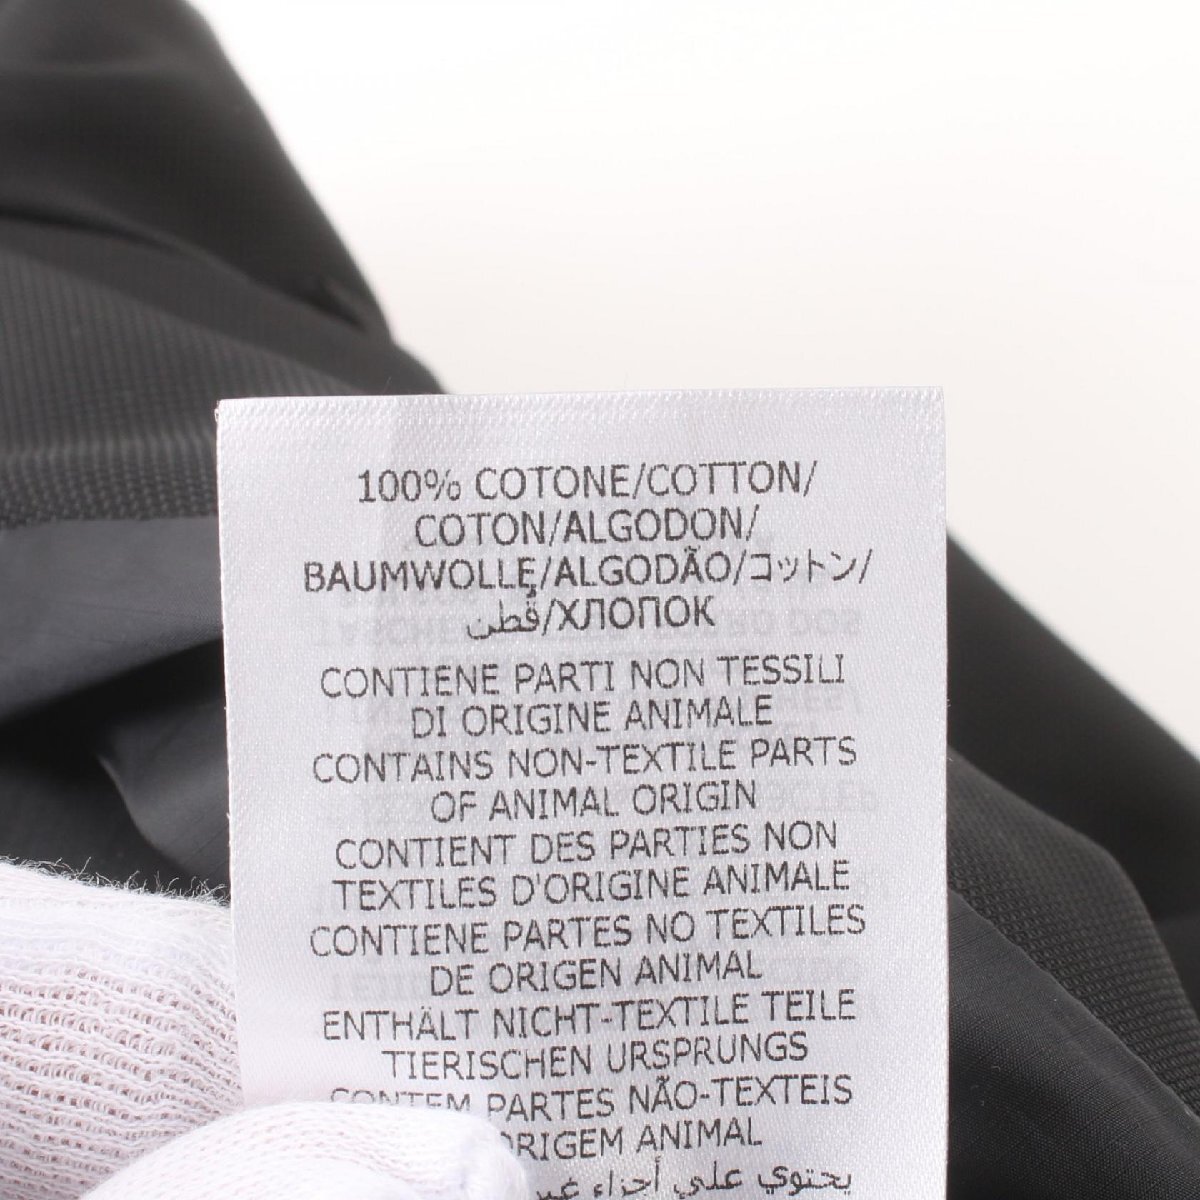 100% COTONE/COTTON/
COTON/ALGODON/
BAUMWOLLE/ALGODÃO/コットン/
قطن/ХЛОПОК
CONTIENE PARTI NON TESSILI
DI ORIGINE ANIMALE
CONTAINS NON-TEXTILE PARTS
OF ANIMAL ORIGIN
CONTIENT DES PARTIES NON
TEXTILES D'ORIGINE ANIMALE
CONTIENE PARTES NO TEXTILES
DE ORIGEN ANIMAL
ENTHÄLT NICHT-TEXTILE TEILE
TIERISCHEN URSPRUNGS
CONTEM PARTES NÃO-TEXTEIS
ORIGEM ANIMAL
يحتوي على أجزاء غير